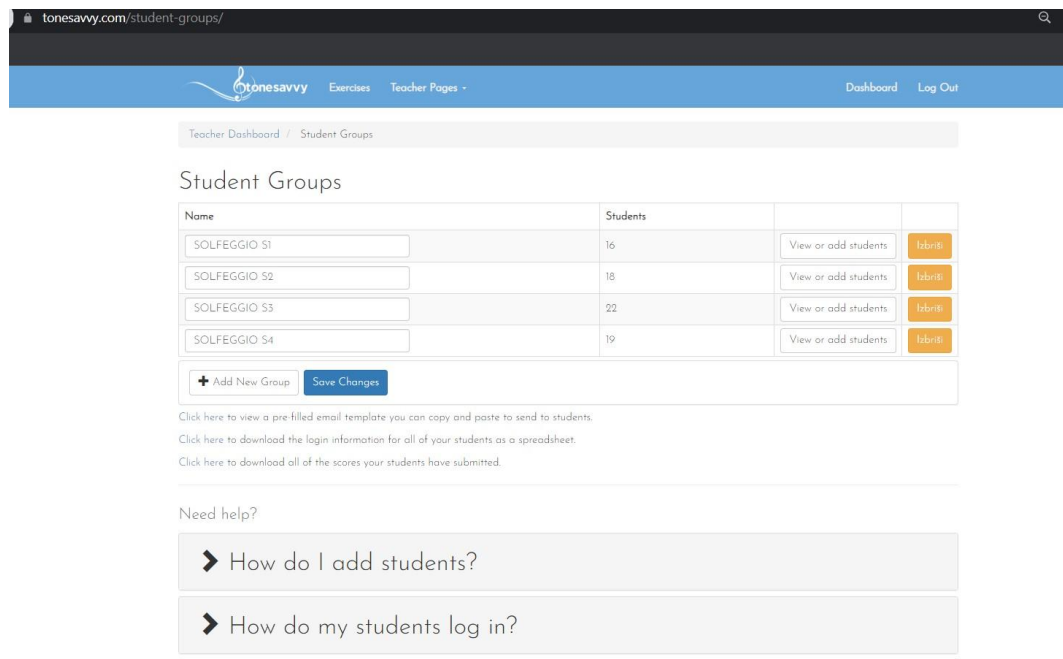 tonesavvy.com/student-groups/
tonesavvy Exercises Teacher Pages Dashboard Log Out
Teacher Dashboard / Student Groups
Student Groups
Name Students
SOLFEGGIO S1 16 View or add students Izbriši
SOLFEGGIO S2 18 View or add students Izbriši
SOLFEGGIO S3 22 View or add students Izbriši
SOLFEGGIO S4 19 View or add students Izbriši
Add New Group Save Changes
Click here to view a pre-filled email template you can copy and paste to send to students.
Click here to download the login information for all of your students as a spreadsheet.
Click here to download all of the scores your students have submitted.
Need help?
How do I add students?
How do my students log in?